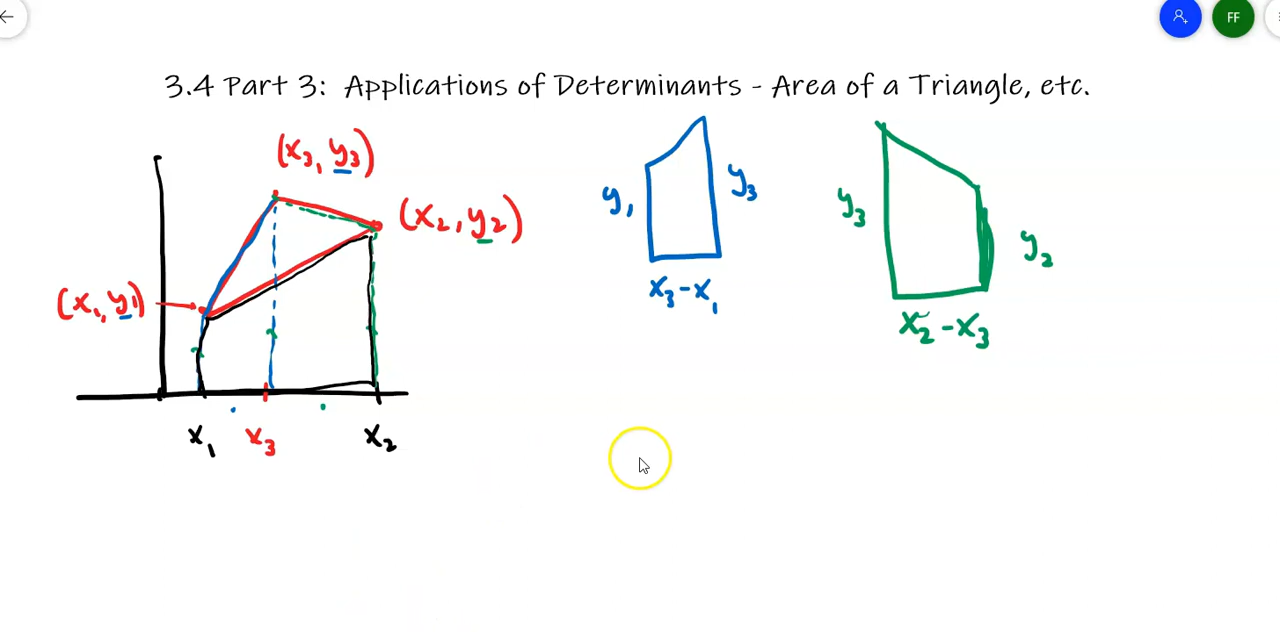 FF
3.4 Part 3: Applications of Determinants - Area of a Triangle, etc.
(x₃, y₃)
(x₂, y₂)
(x₁, y₁)
x₁ x₃ x₂
y₁ y₃
x₃-x₁
y₃ y₂
x₂-x₃